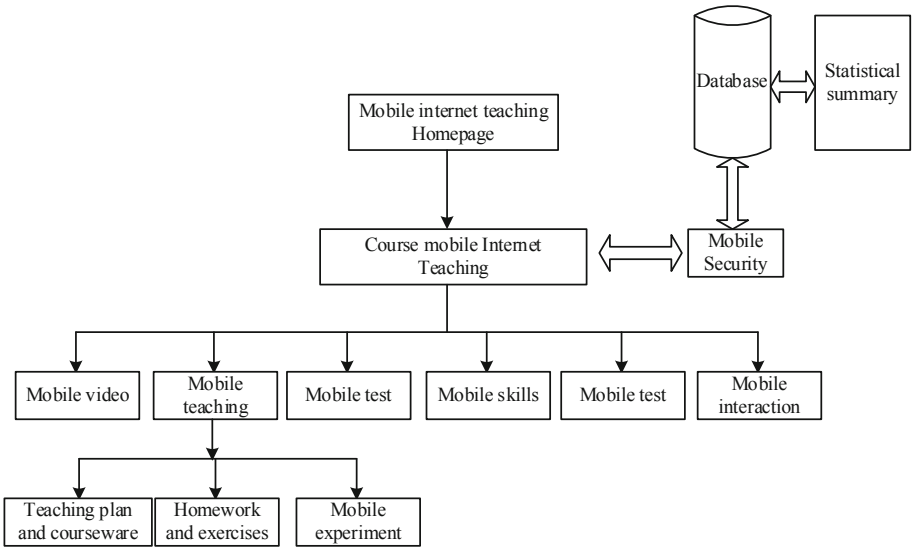 Database
Statistical
summary
Mobile internet teaching
Homepage
Course mobile Internet
Teaching
Mobile
Security
Mobile video
Mobile
teaching
Mobile test
Mobile skills
Mobile test
Mobile
interaction
Teaching plan
and courseware
Homework
and exercises
Mobile
experiment